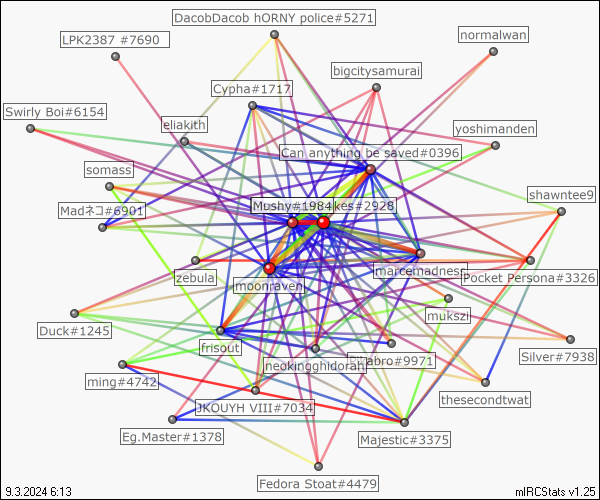 DacobDacob hORNY police#5271
LPK2387 #7690
normalwan
bigcitysamurai
Cypha#1717
Swirly Boi#6154
eliakith
yoshimanden
Can anything be saved#0396
somass
shawntee9
Mushy#1984
kes#2928
Madネコ#6901
marcemadness
zebula
Pocket Persona#3326
moonraven
mukszi
Duck#1245
frisout
Silver#7938
neokingghidorah
abro#9971
ming#4742
thesecondtwat
JKOUYH VIII#7034
Eg.Master#1378
Majestic#3375
Fedora Stoat#4479
9.3.2024 6:13
mIRCStats v1.25